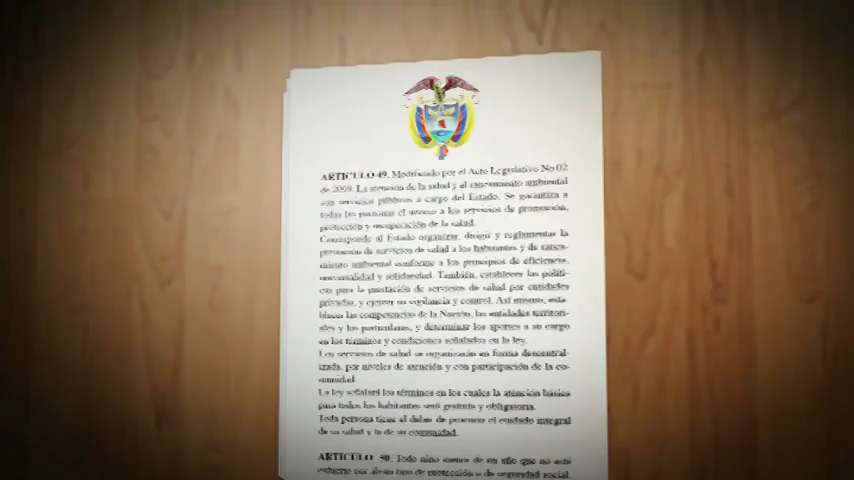 ARTICULO 49. Modificado por el Acto Legislativo No 02
de 2009. La atención de la salud y el saneamiento ambiental
son servicios públicos a cargo del Estado. Se garantiza a
todas las personas el acceso a los servicios de promoción,
protección y recuperación de la salud.
Corresponde al Estado organizar, dirigir y reglamentar la
prestación de servicios de salud a los habitantes y de sanea-
miento ambiental conforme a los principios de eficiencia,
universalidad y solidaridad. También, establecer las políti-
cas para la prestación de servicios de salud por entidades
privadas, y ejercer su vigilancia y control. Así mismo, esta-
blecer las competencias de la Nación, las entidades territori-
ales y los particulares, y determinar los aportes a su cargo
en los términos y condiciones señalados en la ley.
Los servicios de salud se organizarán en forma descentral-
izada, por niveles de atención y con participación de la co-
munidad.
La ley señalará los términos en los cuales la atención básica
para todos los habitantes será gratuita y obligatoria.
Toda persona tiene el deber de procurar el cuidado integral
de su salud y la de su comunidad.
ARTICULO 50. Todo niño menor de un año que no esté
cubierto por algún tipo de protección o de seguridad social,